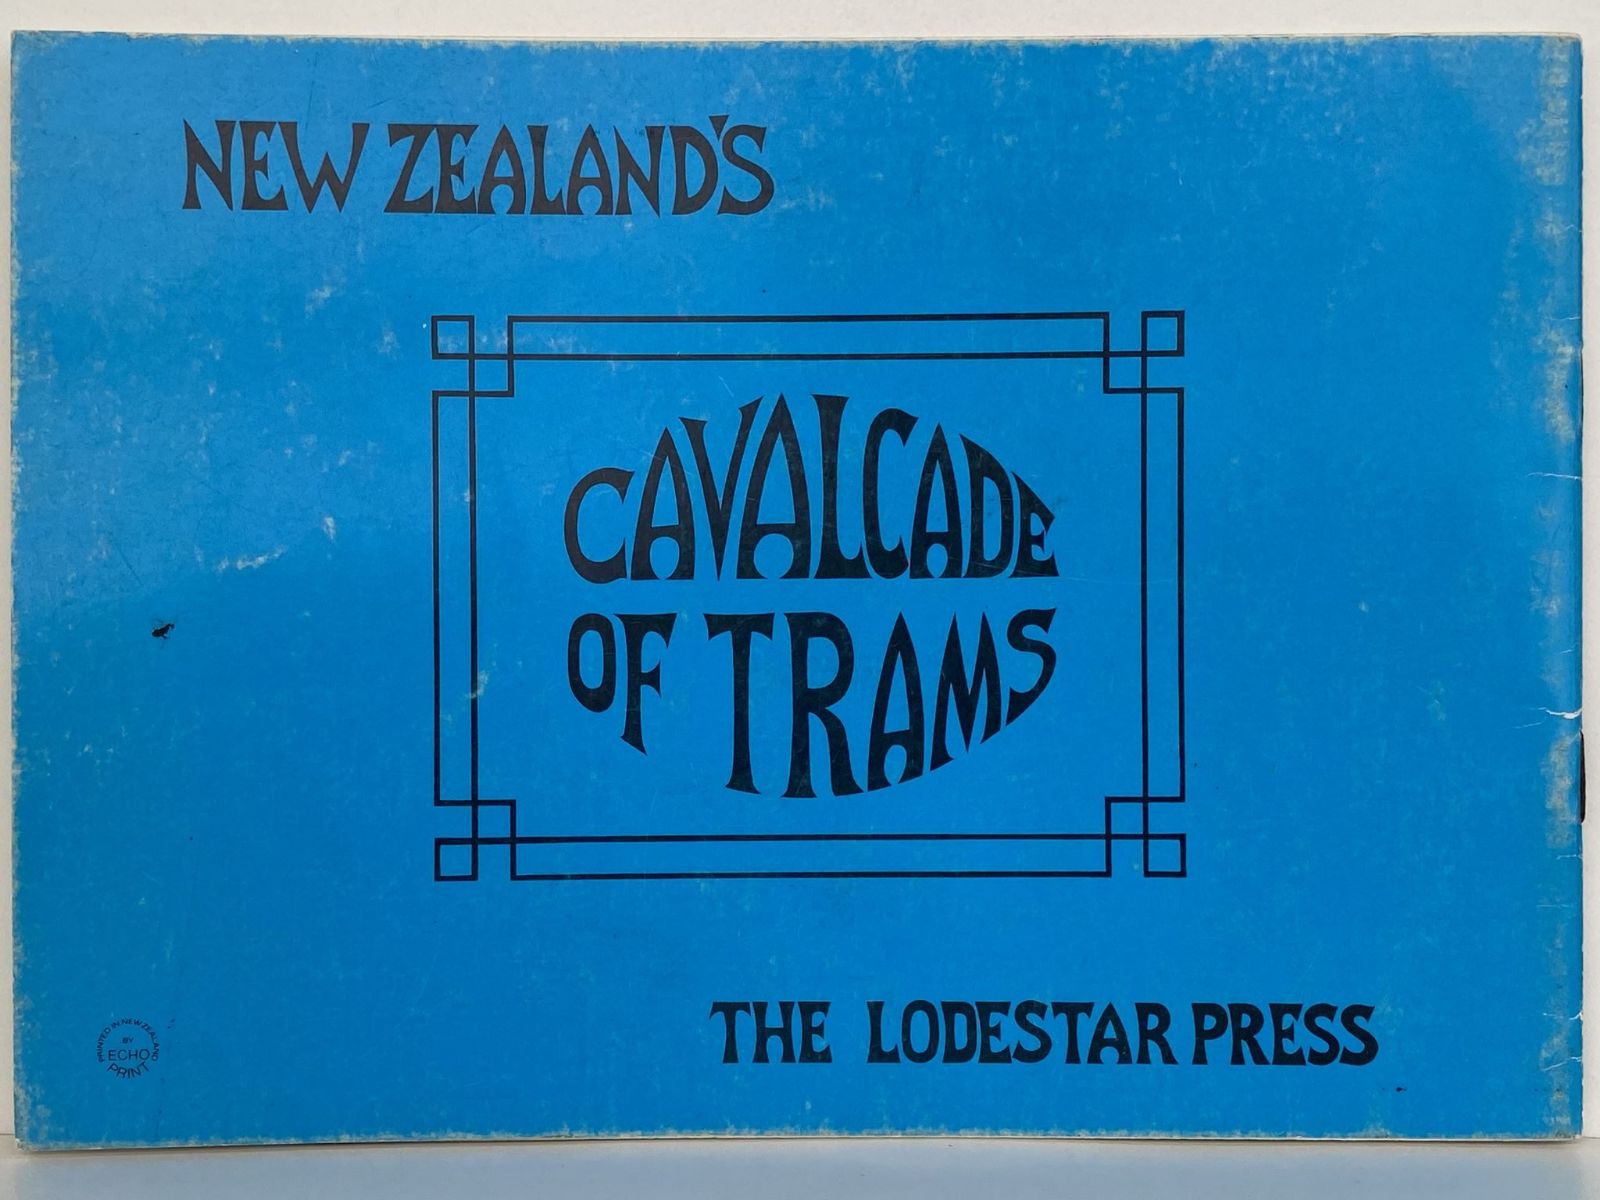 NEW ZEALAND'S
CAVALCADE
OF TRAMS
THE LODESTAR PRESS
PRINTED IN NEW ZEALAND
BY
ECHO
PRINT